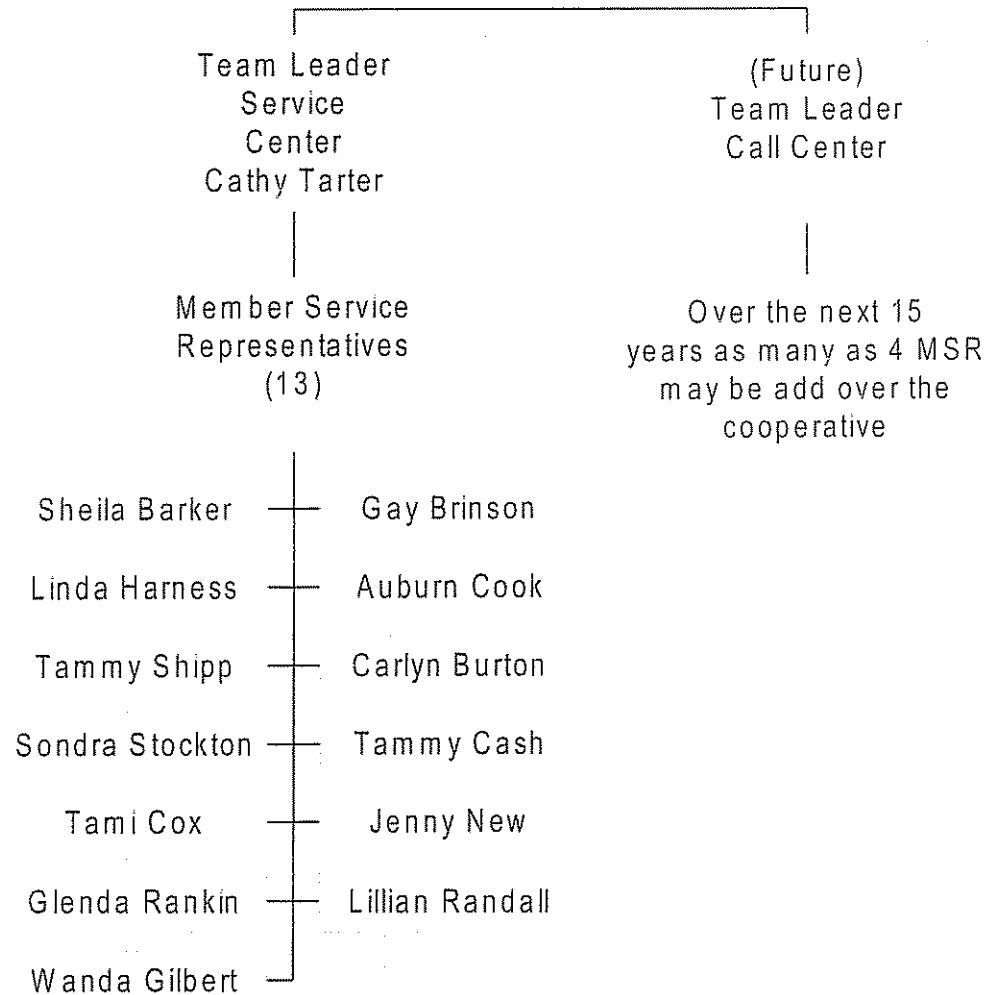 Team Leader
Service
Center
Cathy Tarter
(Future)
Team Leader
Call Center
Member Service
Representatives
(13)
Over the next 15
years as many as 4 MSR
may be add over the
cooperative
Sheila Barker
Gay Brinson
Linda Harness
Auburn Cook
Tammy Shipp
Carlyn Burton
Sondra Stockton
Tammy Cash
Tami Cox
Jenny New
Glenda Rankin
Lillian Randall
Wanda Gilbert